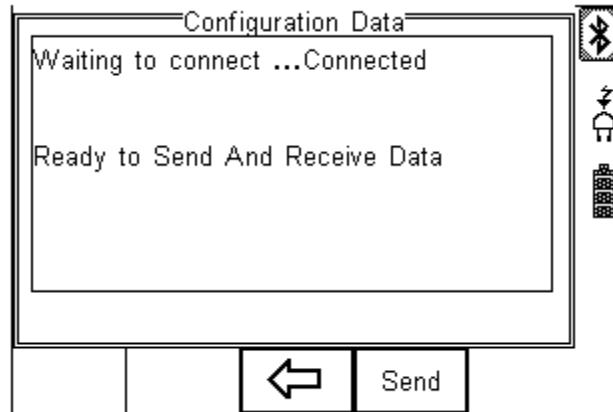 Configuration Data
Waiting to connect ...Connected
Ready to Send And Receive Data
Send